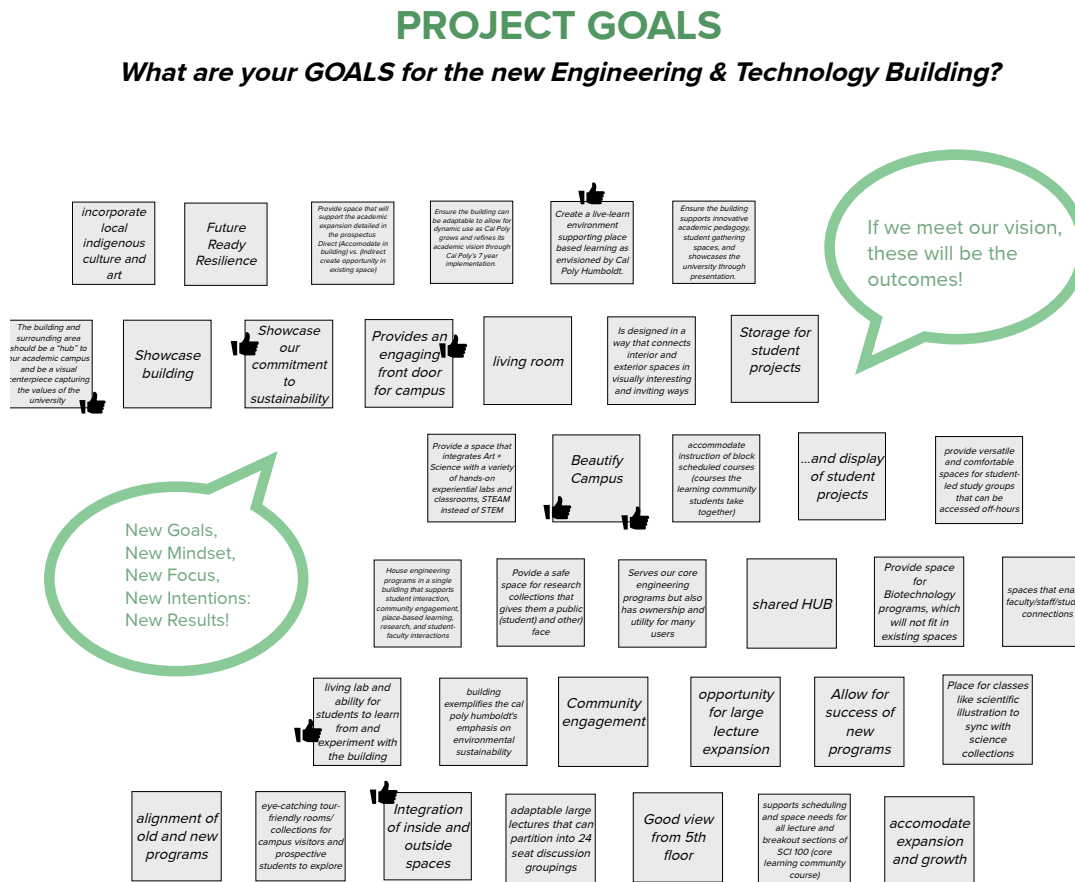 PROJECT GOALS
What are your GOALS for the new Engineering & Technology Building?
incorporate
local
indigenous
culture and
art
Future
Ready
Resilience
Provide space that will
support the academic
expansion detailed in
the prospectus
Direct (Accomodate in
building) vs. (Indirect
create opportunity in
existing space)
Ensure the building can
be adaptable to allow for
dynamic use as Cal Poly
grows and refines its
academic vision through
Cal Poly's 7 year
implementation.
Create a live-learn
environment
supporting place
based learning as
envisioned by Cal
Poly Humboldt.
Ensure the building
supports innovative
academic pedagogy,
student gathering
spaces, and
showcases the
university through
presentation.
If we meet our vision,
these will be the
outcomes!
The building and
surrounding area
should be a "hub" to
our academic campus
and be a visual
centerpiece capturing
the values of the
university
Showcase
building
Showcase
our
commitment
to
sustainability
Provides an
engaging
front door
for campus
living room
Is designed in a
way that connects
interior and
exterior spaces in
visually interesting
and inviting ways
Storage for
student
projects
Provide a space that
integrates Art +
Science with a variety
of hands-on
experiential labs and
classrooms, STEAM
instead of STEM
Beautify
Campus
accommodate
instruction of block
scheduled courses
(courses the
learning community
students take
together)
...and display
of student
projects
provide versatile
and comfortable
spaces for student-
led study groups
that can be
accessed off-hours
New Goals,
New Mindset,
New Focus,
New Intentions:
New Results!
House engineering
programs in a single
building that supports
student interaction,
community engagement,
place-based learning,
research, and student-
faculty interactions
Povide a safe
space for research
collections that
gives them a public
(student) and other)
face
Serves our core
engineering
programs but also
has ownership and
utility for many
users
shared HUB
Provide space
for
Biotechnology
programs, which
will not fit in
existing spaces
spaces that
connections
living lab and
ability for
students to learn
from and
experiment with
the building
building
exemplifies the cal
poly humboldt's
emphasis on
environmental
sustainability
Community
engagement
opportunity
for large
lecture
expansion
Allow for
success of
new
programs
Place for classes
like scientific
illustration to
sync with
science
collections
alignment of
old and new
programs
eye-catching tour-
friendly rooms/
collections for
campus visitors and
prospective
students to explore
Integration
of inside and
outside
spaces
adaptable large
lectures that can
partition into 24
seat discussion
groupings
Good view
from 5th
floor
supports scheduling
and space needs for
all lecture and
breakout sections of
SCI 100 (core
learning community
course)
accomodate
expansion
and growth